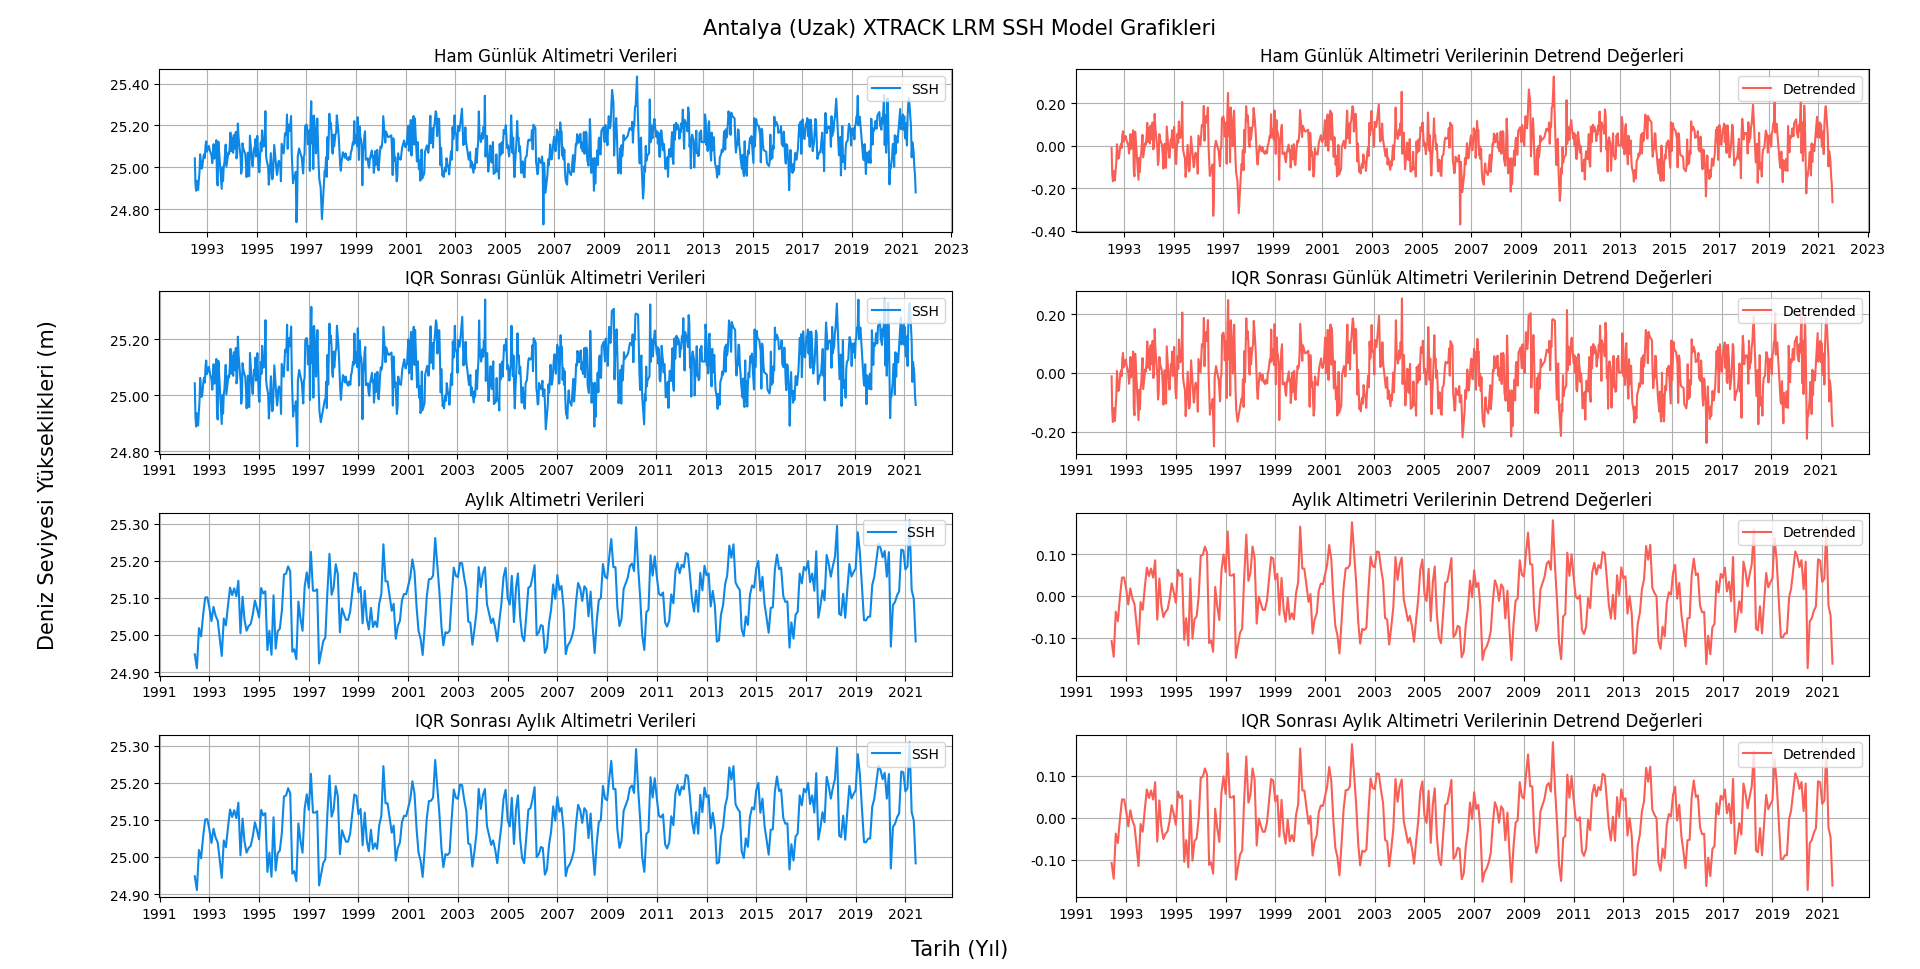 Antalya (Uzak) XTRACK LRM SSH Model Grafikleri
Ham Günlük Altimetri Verileri
SSH
25.40
25.20
25.00
24.80
1993 1995 1997 1999 2001 2003 2005 2007 2009 2011 2013 2015 2017 2019 2021 2023
Ham Günlük Altimetri Verilerinin Detrend Değerleri
Detrended
0.20
0.00
-0.20
-0.40
1993 1995 1997 1999 2001 2003 2005 2007 2009 2011 2013 2015 2017 2019 2021 2023
IQR Sonrası Günlük Altimetri Verileri
SSH
25.20
25.00
24.80
1991 1993 1995 1997 1999 2001 2003 2005 2007 2009 2011 2013 2015 2017 2019 2021
IQR Sonrası Günlük Altimetri Verilerinin Detrend Değerleri
Detrended
0.20
0.00
-0.20
1991 1993 1995 1997 1999 2001 2003 2005 2007 2009 2011 2013 2015 2017 2019 2021
Aylık Altimetri Verileri
SSH
25.30
25.20
25.10
25.00
24.90
1991 1993 1995 1997 1999 2001 2003 2005 2007 2009 2011 2013 2015 2017 2019 2021
Aylık Altimetri Verilerinin Detrend Değerleri
Detrended
0.10
0.00
-0.10
1991 1993 1995 1997 1999 2001 2003 2005 2007 2009 2011 2013 2015 2017 2019 2021
IQR Sonrası Aylık Altimetri Verileri
SSH
25.30
25.20
25.10
25.00
24.90
1991 1993 1995 1997 1999 2001 2003 2005 2007 2009 2011 2013 2015 2017 2019 2021
IQR Sonrası Aylık Altimetri Verilerinin Detrend Değerleri
Detrended
0.10
0.00
-0.10
1991 1993 1995 1997 1999 2001 2003 2005 2007 2009 2011 2013 2015 2017 2019 2021
Deniz Seviyesi Yükseklikleri (m)
Tarih (Yıl)